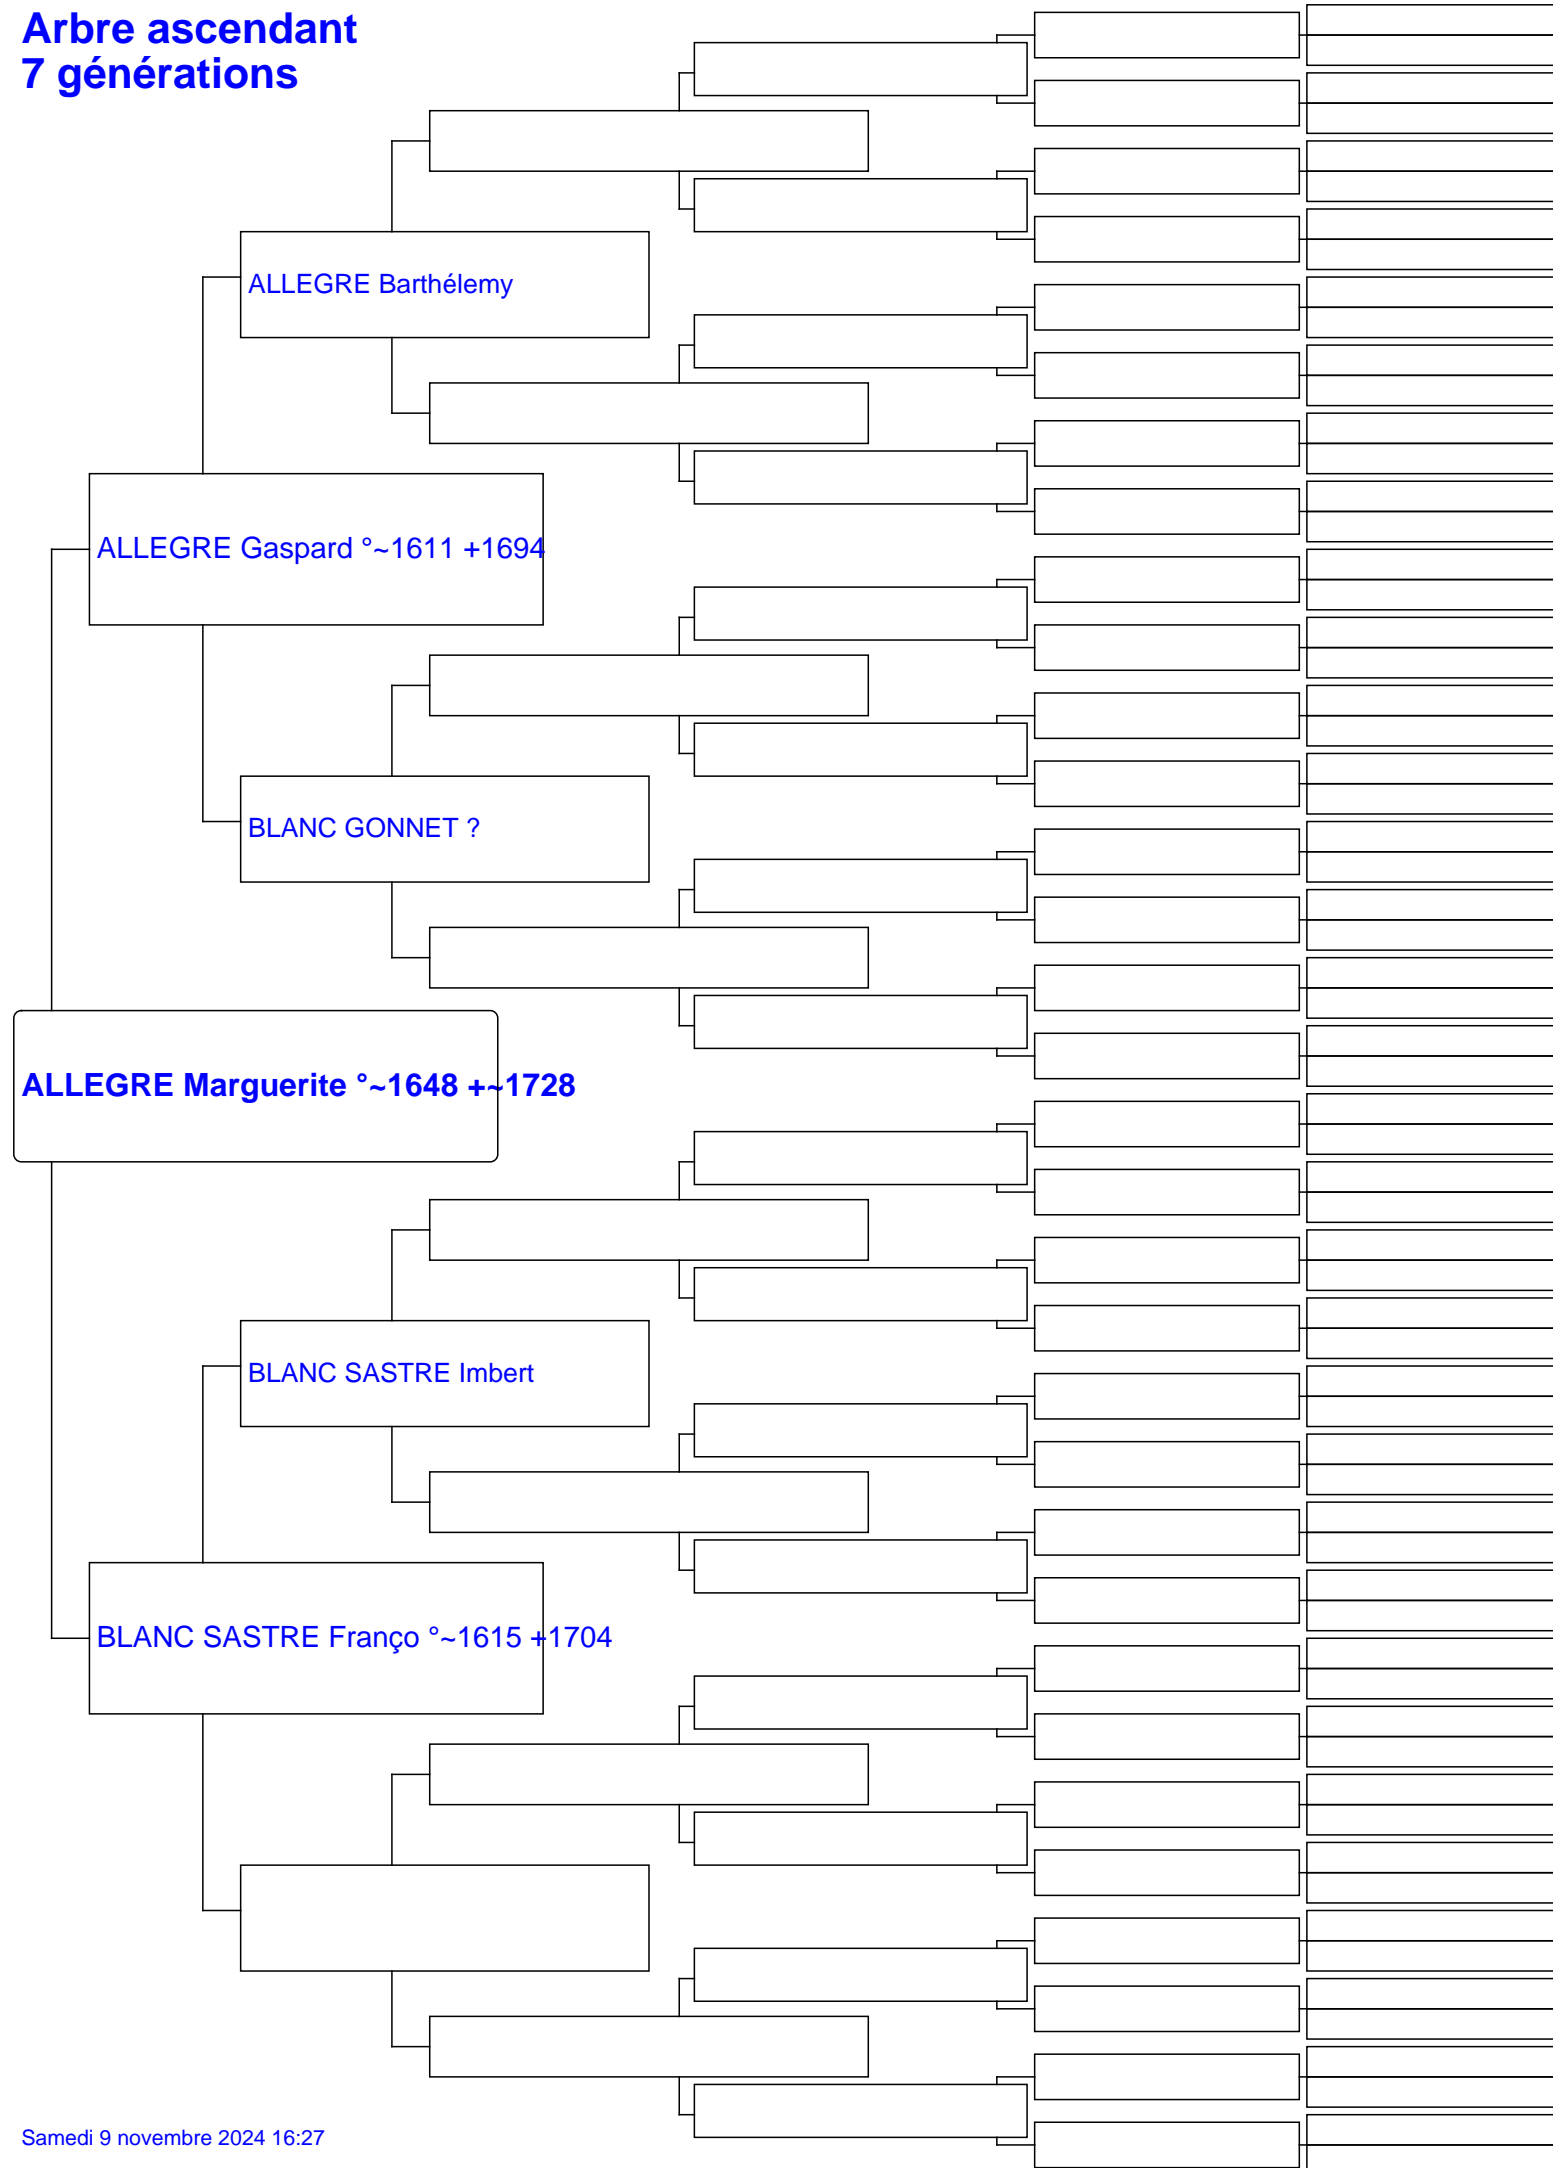 Arbre ascendant
7 générations
ALLEGRE Barthélemy
ALLEGRE Gaspard °~1611 +1694
BLANC GONNET ?
ALLEGRE Marguerite °~1648 +~1728
BLANC SASTRE Imbert
BLANC SASTRE Franço °~1615 +1704
Samedi 9 novembre 2024 16:27